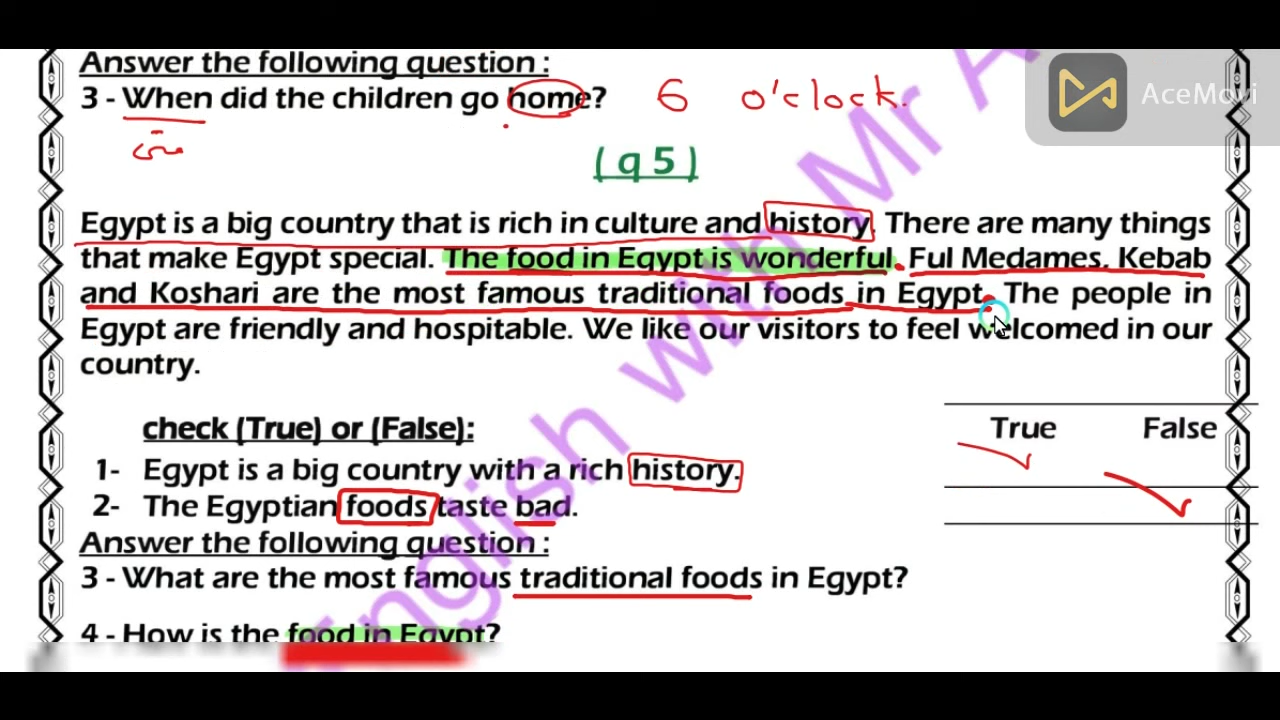 Answer the following question :
3 - When did the children go home? 6 o'clock.
AceMovi
( q 5 )
Egypt is a big country that is rich in culture and history. There are many things
that make Egypt special. The food in Egypt is wonderful. Ful Medames, Kebab
and Koshari are the most famous traditional foods in Egypt. The people in
Egypt are friendly and hospitable. We like our visitors to feel welcomed in our
country.
check (True) or (False):
True False
1- Egypt is a big country with a rich history.
2- The Egyptian foods taste bad.
Answer the following question :
3 - What are the most famous traditional foods in Egypt?
4 - How is the food in Egypt?
English with Mr A